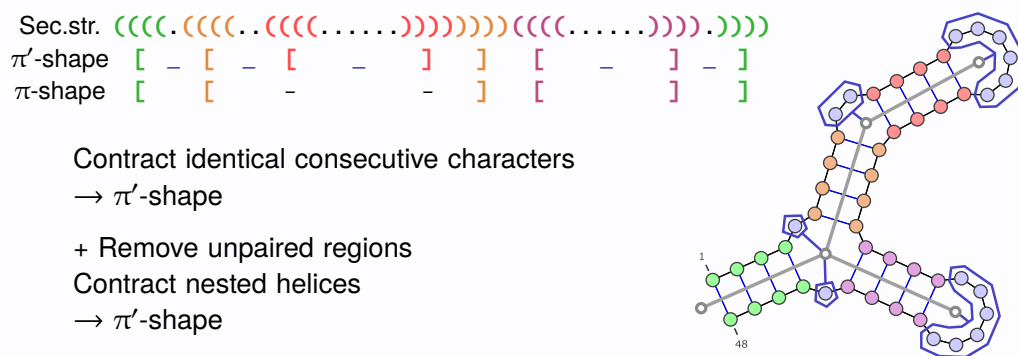 Sec.str. ((((.((((..((((......))))))))((((......)))).))))
π′-shape [ _ [ _ [ _ ] ] [ _ ] _ ]
π-shape [ [ - - ] [ ] ]
Contract identical consecutive characters
→ π′-shape
+ Remove unpaired regions
Contract nested helices
→ π′-shape
1
48